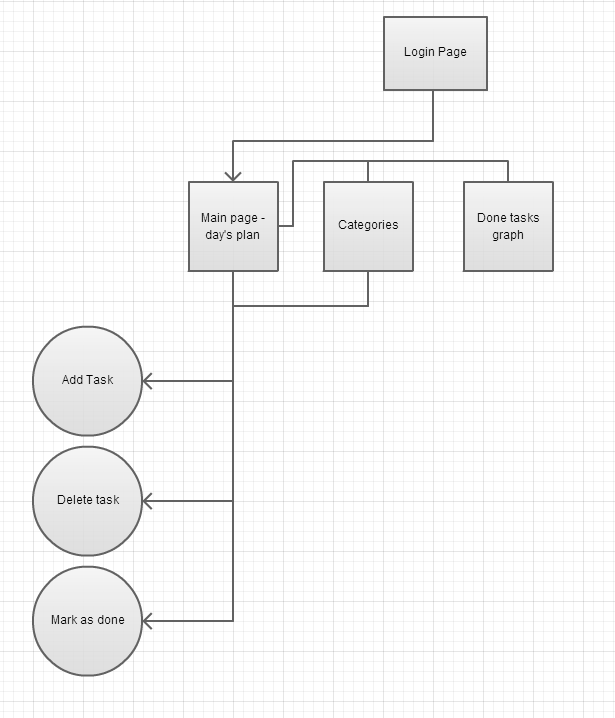 Login Page
Main page -
day's plan
Categories
Done tasks
graph
Add Task
Delete task
Mark as done